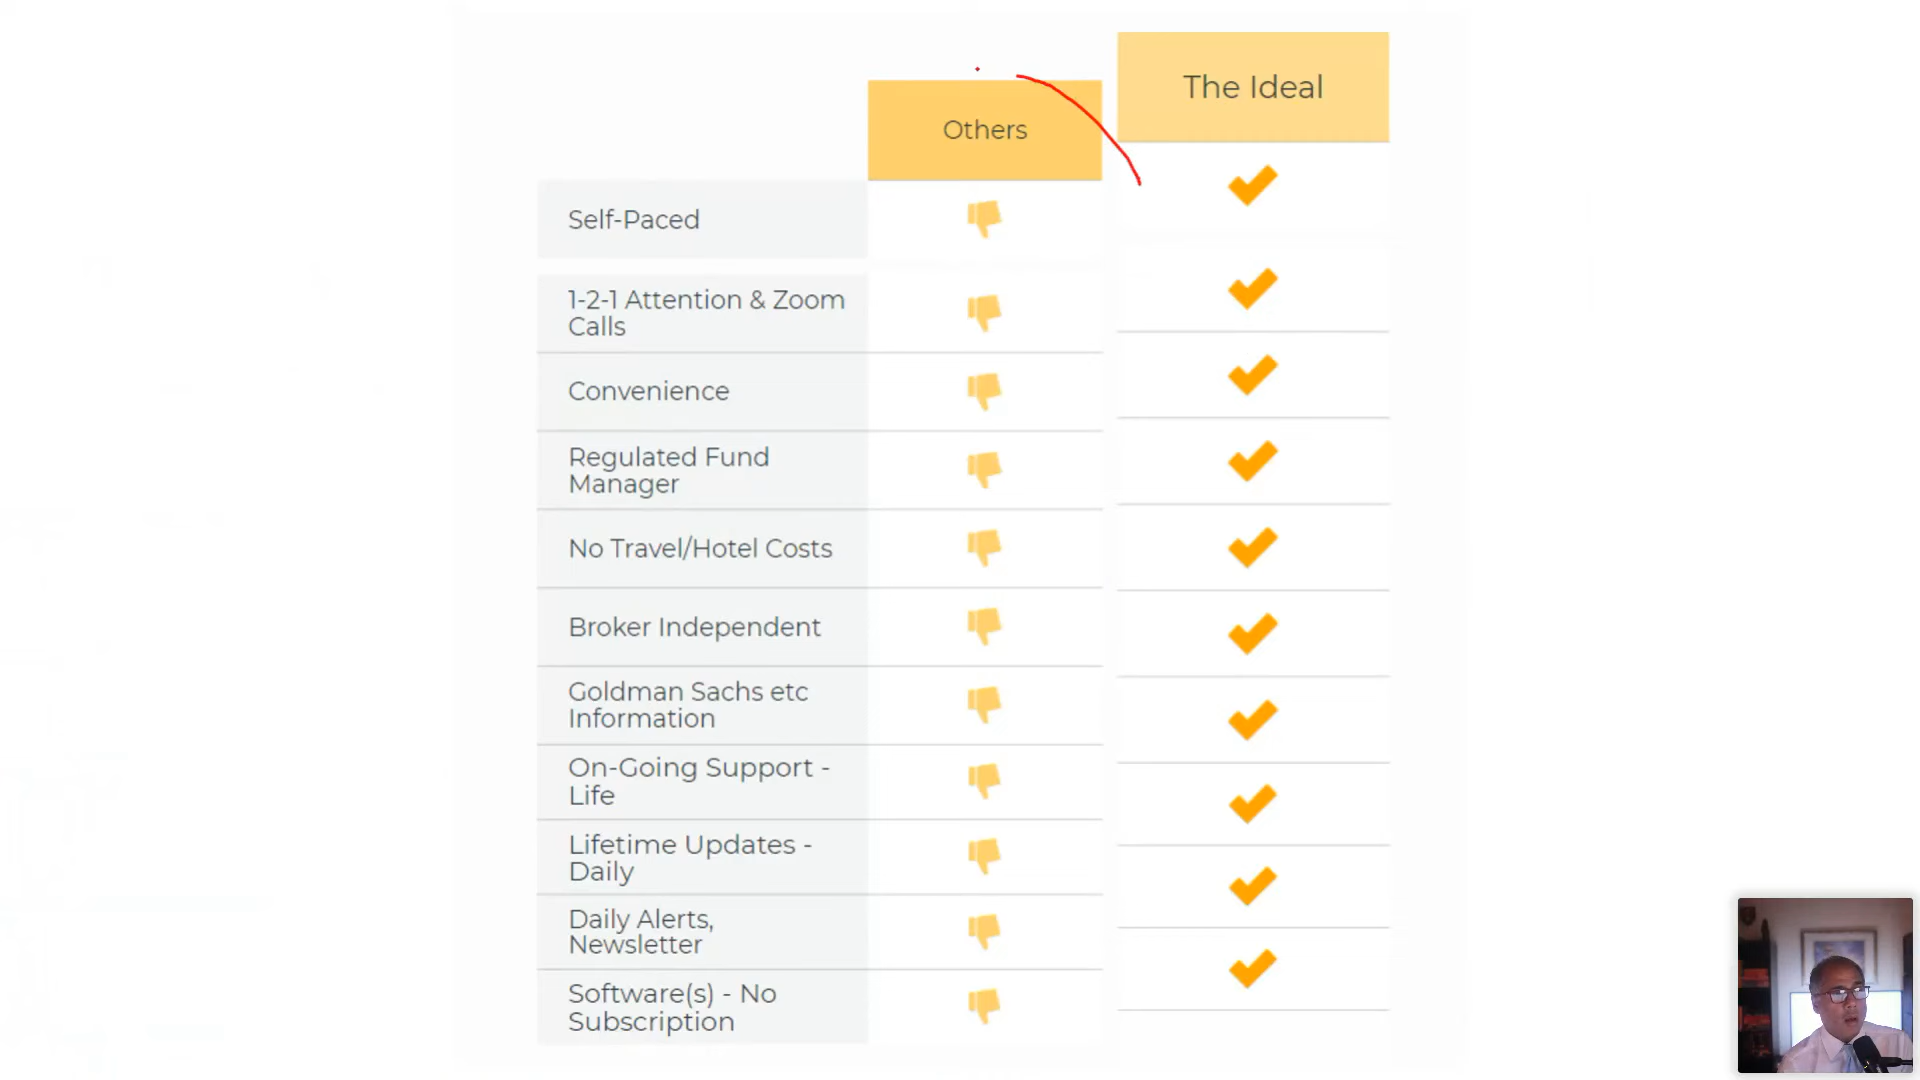 The Ideal
Others
Self-Paced
1-2-1 Attention & Zoom
Calls
Convenience
Regulated Fund
Manager
No Travel/Hotel Costs
Broker Independent
Goldman Sachs etc
Information
On-Going Support -
Life
Lifetime Updates -
Daily
Daily Alerts,
Newsletter
Software(s) - No
Subscription